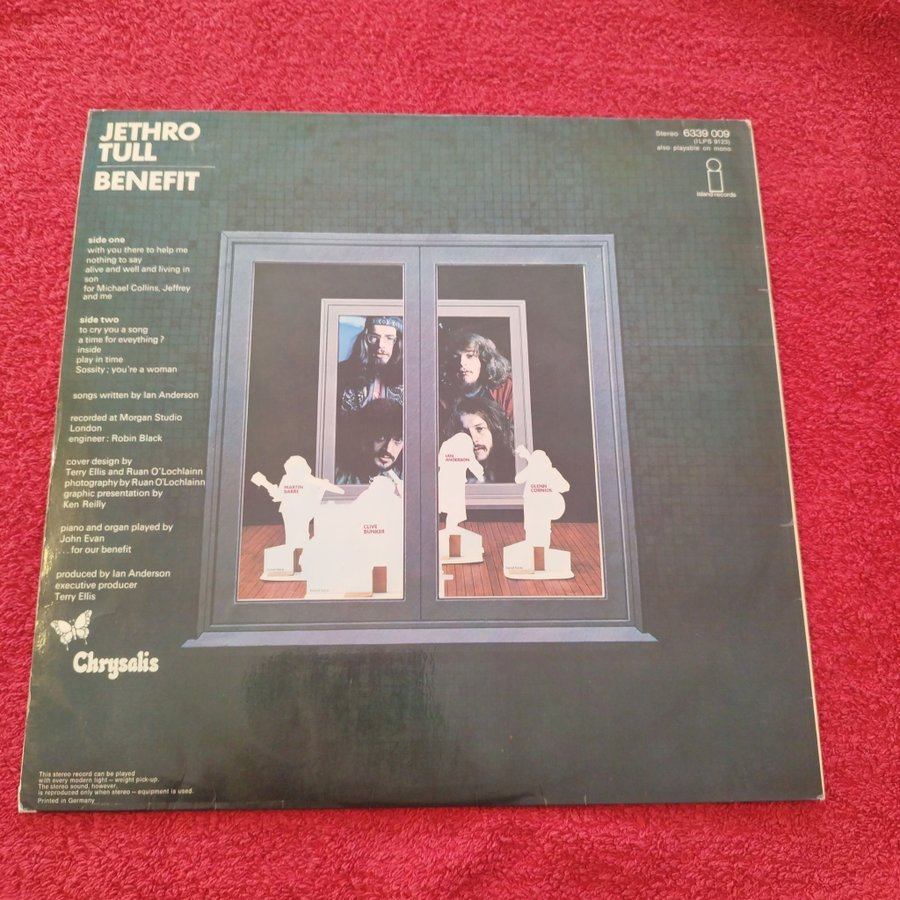 JETHRO
TULL
BENEFIT
Stereo 6339 009
(ILPS 9123)
also playable on mono
island records
side one
with you there to help me
nothing to say
alive and well and living in
son
for Michael Collins, Jeffrey
and me
side two
to cry you a song
a time for eveything?
inside
play in time
Sossity; you're a woman
songs written by Ian Anderson
recorded at Morgan Studio
London
engineer: Robin Black
cover design by
Terry Ellis and Ruan O'Lochlainn
photography by Ruan O'Lochlainn
graphic presentation by
Ken Reilly
piano and organ played by
John Evan
...for our benefit
produced by Ian Anderson
executive producer
Terry Ellis
Chrysalis
MARTIN
BARRE
CLIVE
BUNKER
IAN
ANDERSON
GLENN
CORNICK
This stereo record can be played
with every modern light – weight pick-up.
The stereo sound, however,
is reproduced only when stereo – equipment is used.
Printed in Germany